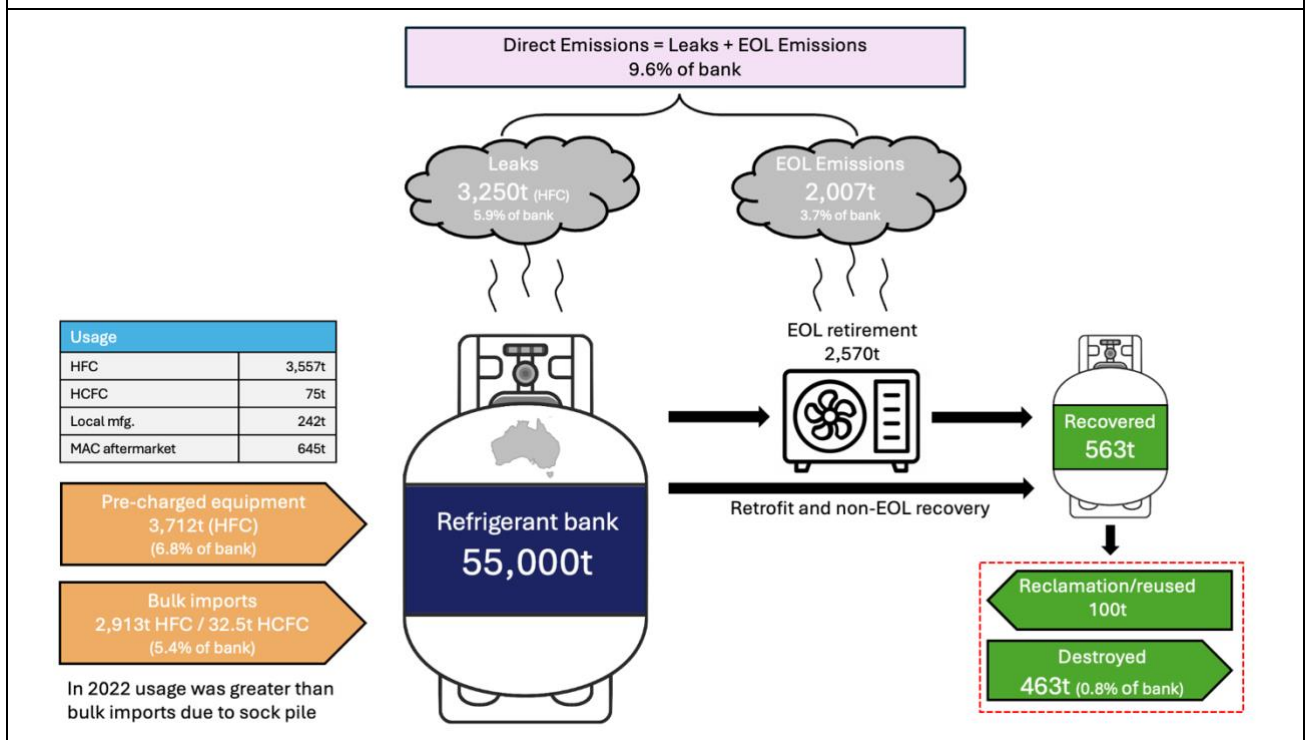 Direct Emissions = Leaks + EOL Emissions
9.6% of bank
Leaks
3,250t (HFC)
5.9% of bank
EOL Emissions
2,007t
3.7% of bank
Usage
HFC 3,557t
HCFC 75t
Local mfg. 242t
MAC aftermarket 645t
Pre-charged equipment
3,712t (HFC)
(6.8% of bank)
Bulk imports
2,913t HFC / 32.5t HCFC
(5.4% of bank)
In 2022 usage was greater than
bulk imports due to sock pile
Refrigerant bank
55,000t
EOL retirement
2,570t
Retrofit and non-EOL recovery
Recovered
563t
Reclamation/reused
100t
Destroyed
463t (0.8% of bank)